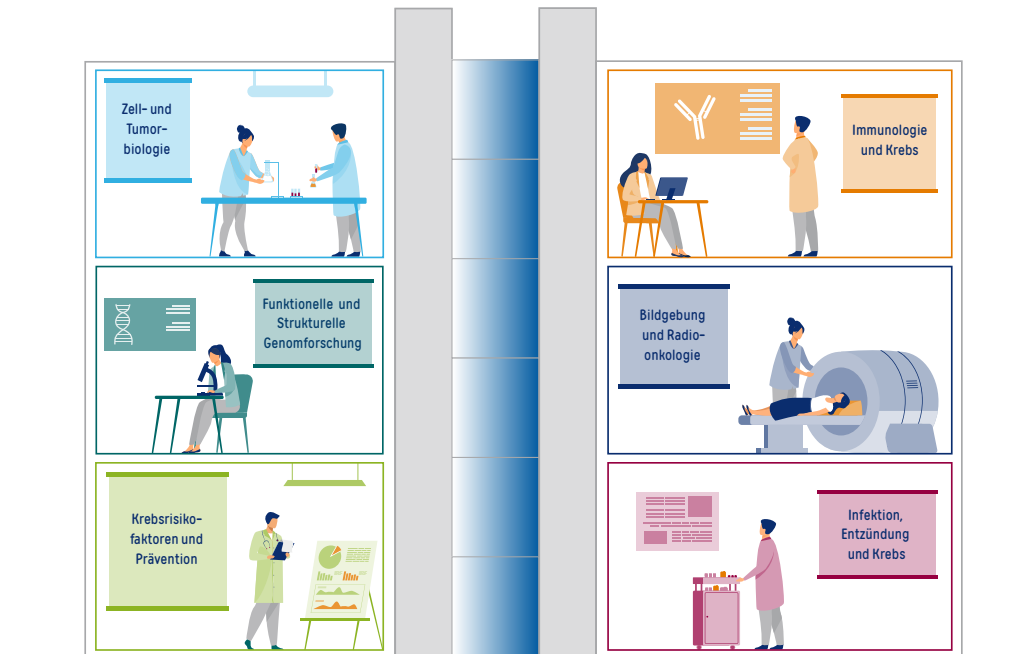 Zell- und
Tumor-
biologie
Immunologie
und Krebs
Funktionelle und
Strukturelle
Genomforschung
Bildgebung
und Radio-
onkologie
Krebsrisiko-
faktoren und
Prävention
Infektion,
Entzündung
und Krebs